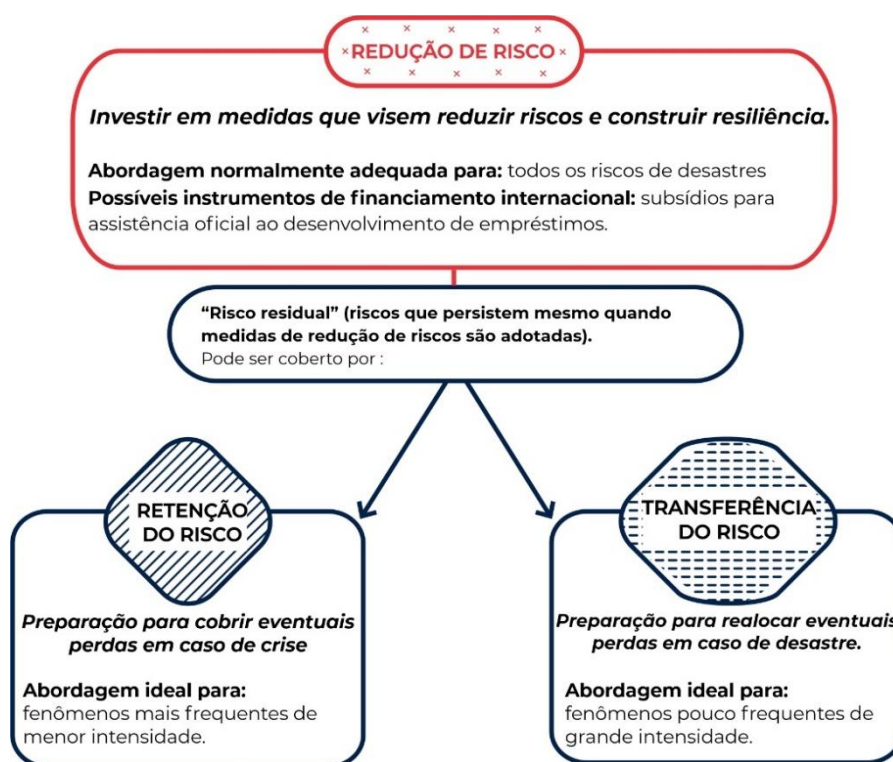 REDUÇÃO DE RISCO
Investir em medidas que visem reduzir riscos e construir resiliência.
Abordagem normalmente adequada para: todos os riscos de desastres
Possíveis instrumentos de financiamento internacional: subsídios para
assistência oficial ao desenvolvimento de empréstimos.
“Risco residual” (riscos que persistem mesmo quando
medidas de redução de riscos são adotadas).
Pode ser coberto por :
RETENÇÃO
DO RISCO
Preparação para cobrir eventuais
perdas em caso de crise
Abordagem ideal para:
fenômenos mais frequentes de
menor intensidade.
TRANSFERÊNCIA
DO RISCO
Preparação para realocar eventuais
perdas em caso de desastre.
Abordagem ideal para:
fenômenos pouco frequentes de
grande intensidade.